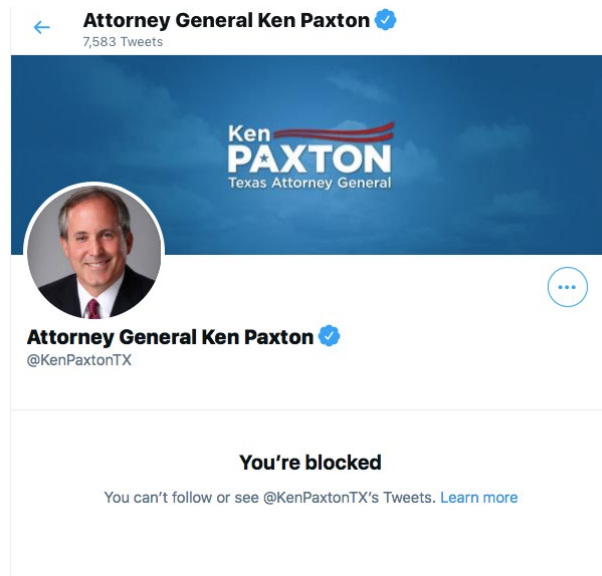 Attorney General Ken Paxton
7,583 Tweets
Ken
PAXTON
Texas Attorney General
Attorney General Ken Paxton
@KenPaxtonTX
You’re blocked
You can’t follow or see @KenPaxtonTX’s Tweets. Learn more